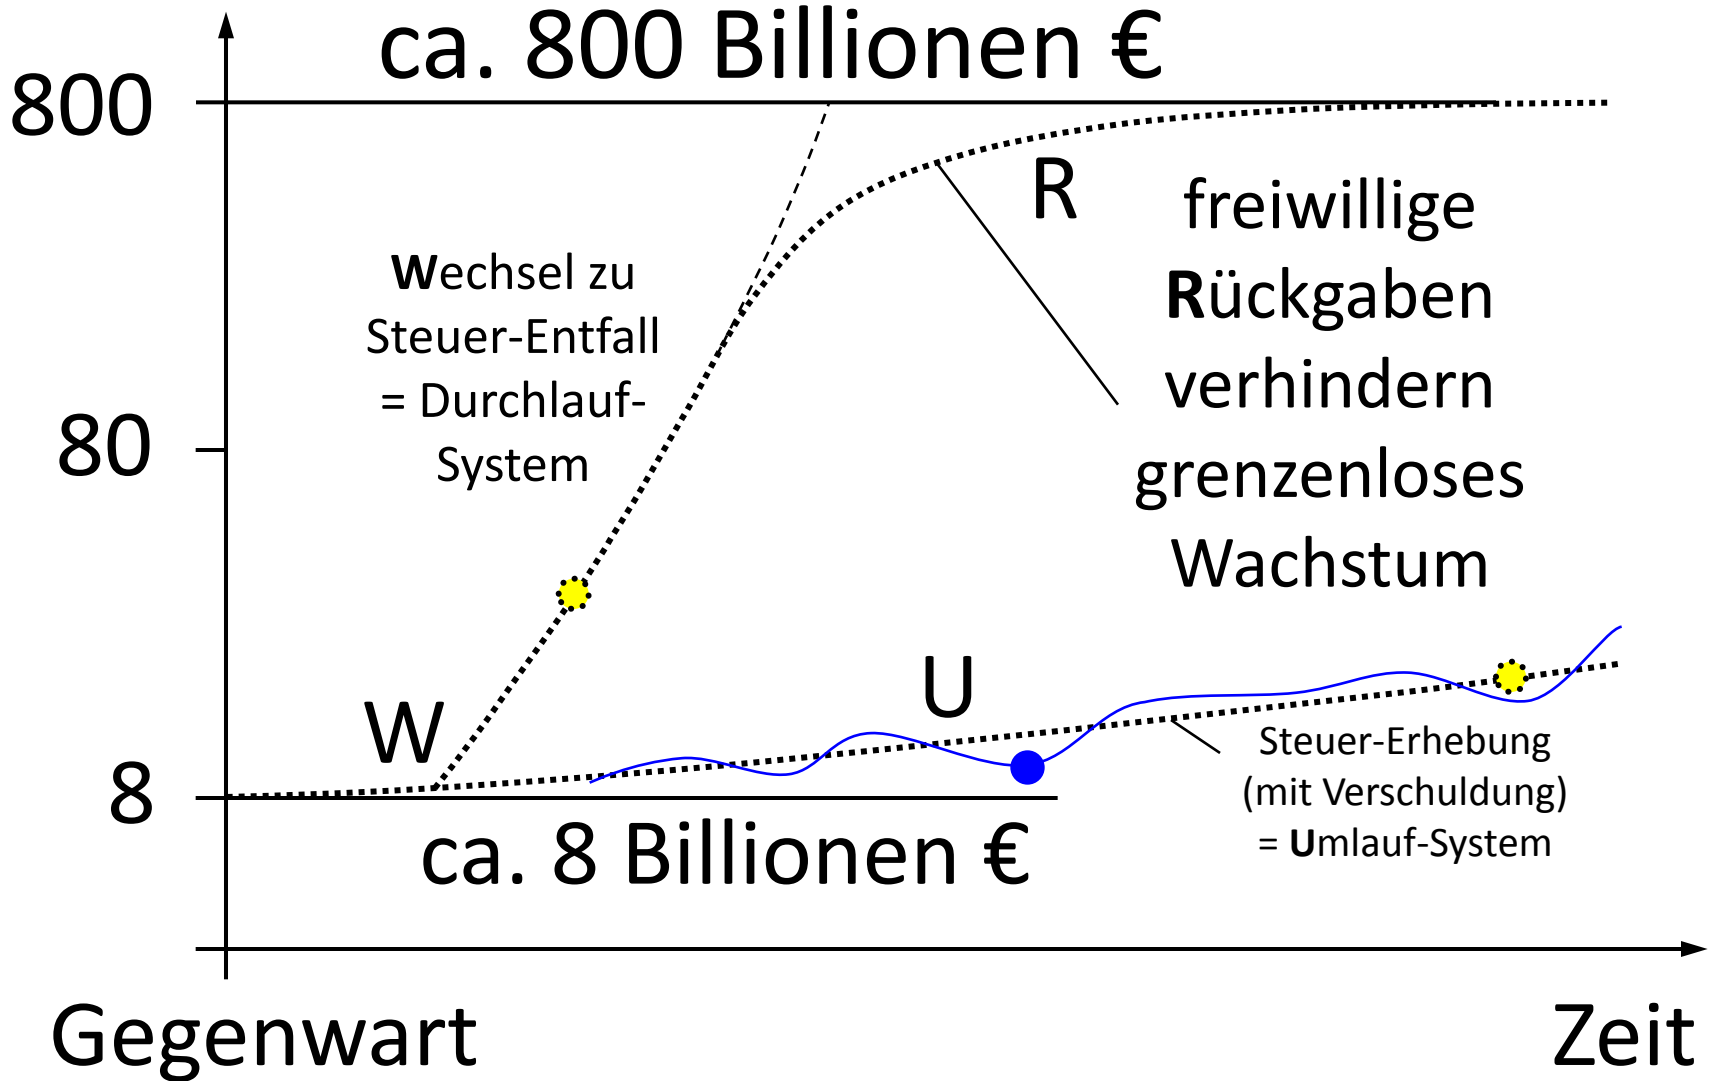 ca. 800 Billionen €
800
80
8
Wechsel zu
Steuer-Entfall
= Durchlauf-
System
R
freiwillige
Rückgaben
verhindern
grenzenloses
Wachstum
W
U
Steuer-Erhebung
(mit Verschuldung)
= Umlauf-System
ca. 8 Billionen €
Gegenwart
Zeit